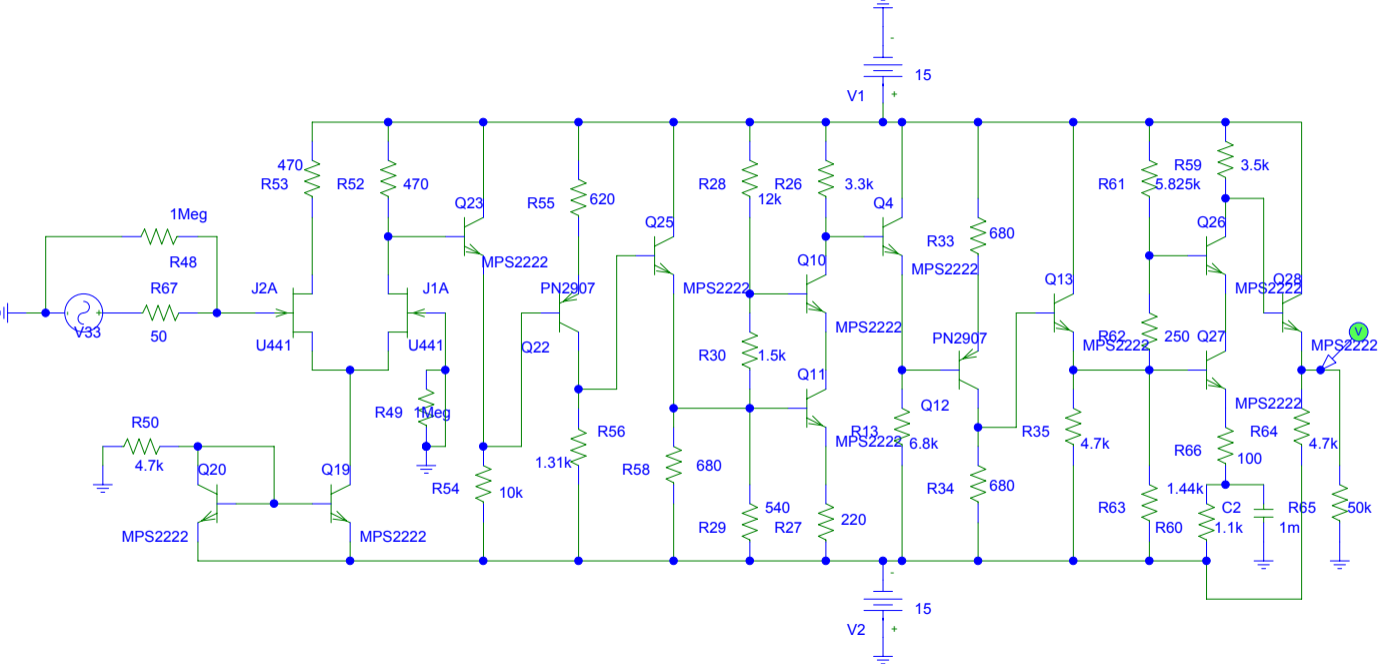 -
15
V1
+
470
R53
R52
470
Q23
MPS2222
R55
620
Q25
MPS2222
R28
12k
R26
3.3k
Q4
MPS2222
R33
680
R61
5.825k
R59
3.5k
Q26
MPS2222
1Meg
R48
R67
50
V33
+
J2A
U441
J1A
U441
PN2907
Q22
Q10
MPS2222
R30
1.5k
Q11
MPS2222
PN2907
Q12
Q13
MPS2222
R62
250
Q27
MPS2222
Q28
MPS2222
V
R50
4.7k
Q20
MPS2222
Q19
MPS2222
R49
1Meg
R54
10k
R56
1.31k
R58
680
R29
540
R27
220
R13
6.8k
R34
680
R35
4.7k
R63
1.44k
R66
100
R60
1.1k
C2
1m
R64
4.7k
R65
50k
-
15
V2
+